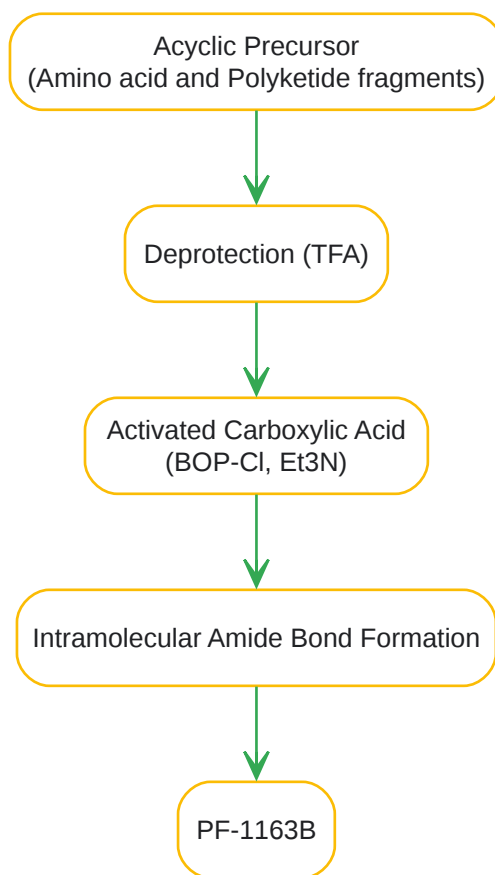 Acyclic Precursor
(Amino acid and Polyketide fragments)
Deprotection (TFA)
Activated Carboxylic Acid
(BOP-Cl, Et3N)
Intramolecular Amide Bond Formation
PF-1163B